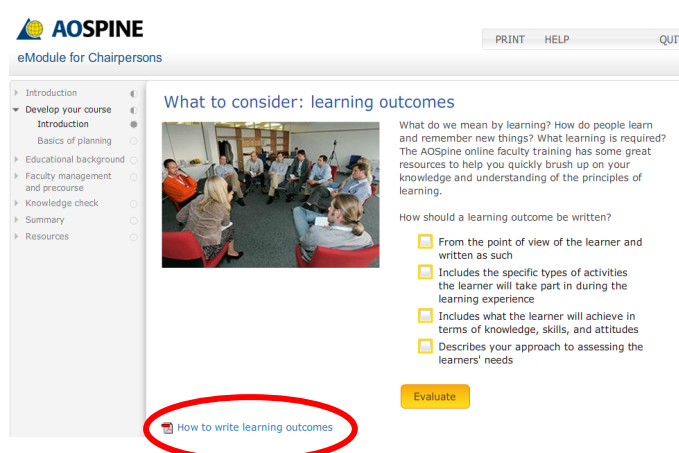 AOSPINE
eModule for Chairpersons
PRINT HELP QUI
Introduction
Develop your course
Introduction
Basics of planning
Educational background
Faculty management
and precourse
Knowledge check
Summary
Resources
What to consider: learning outcomes
What do we mean by learning? How do people learn
and remember new things? What learning is required?
The AOSpine online faculty training has some great
resources to help you quickly brush up on your
knowledge and understanding of the principles of
learning.
How should a learning outcome be written?
From the point of view of the learner and
written as such
Includes the specific types of activities
the learner will take part in during the
learning experience
Includes what the learner will achieve in
terms of knowledge, skills, and attitudes
Describes your approach to assessing the
learners' needs
Evaluate
How to write learning outcomes